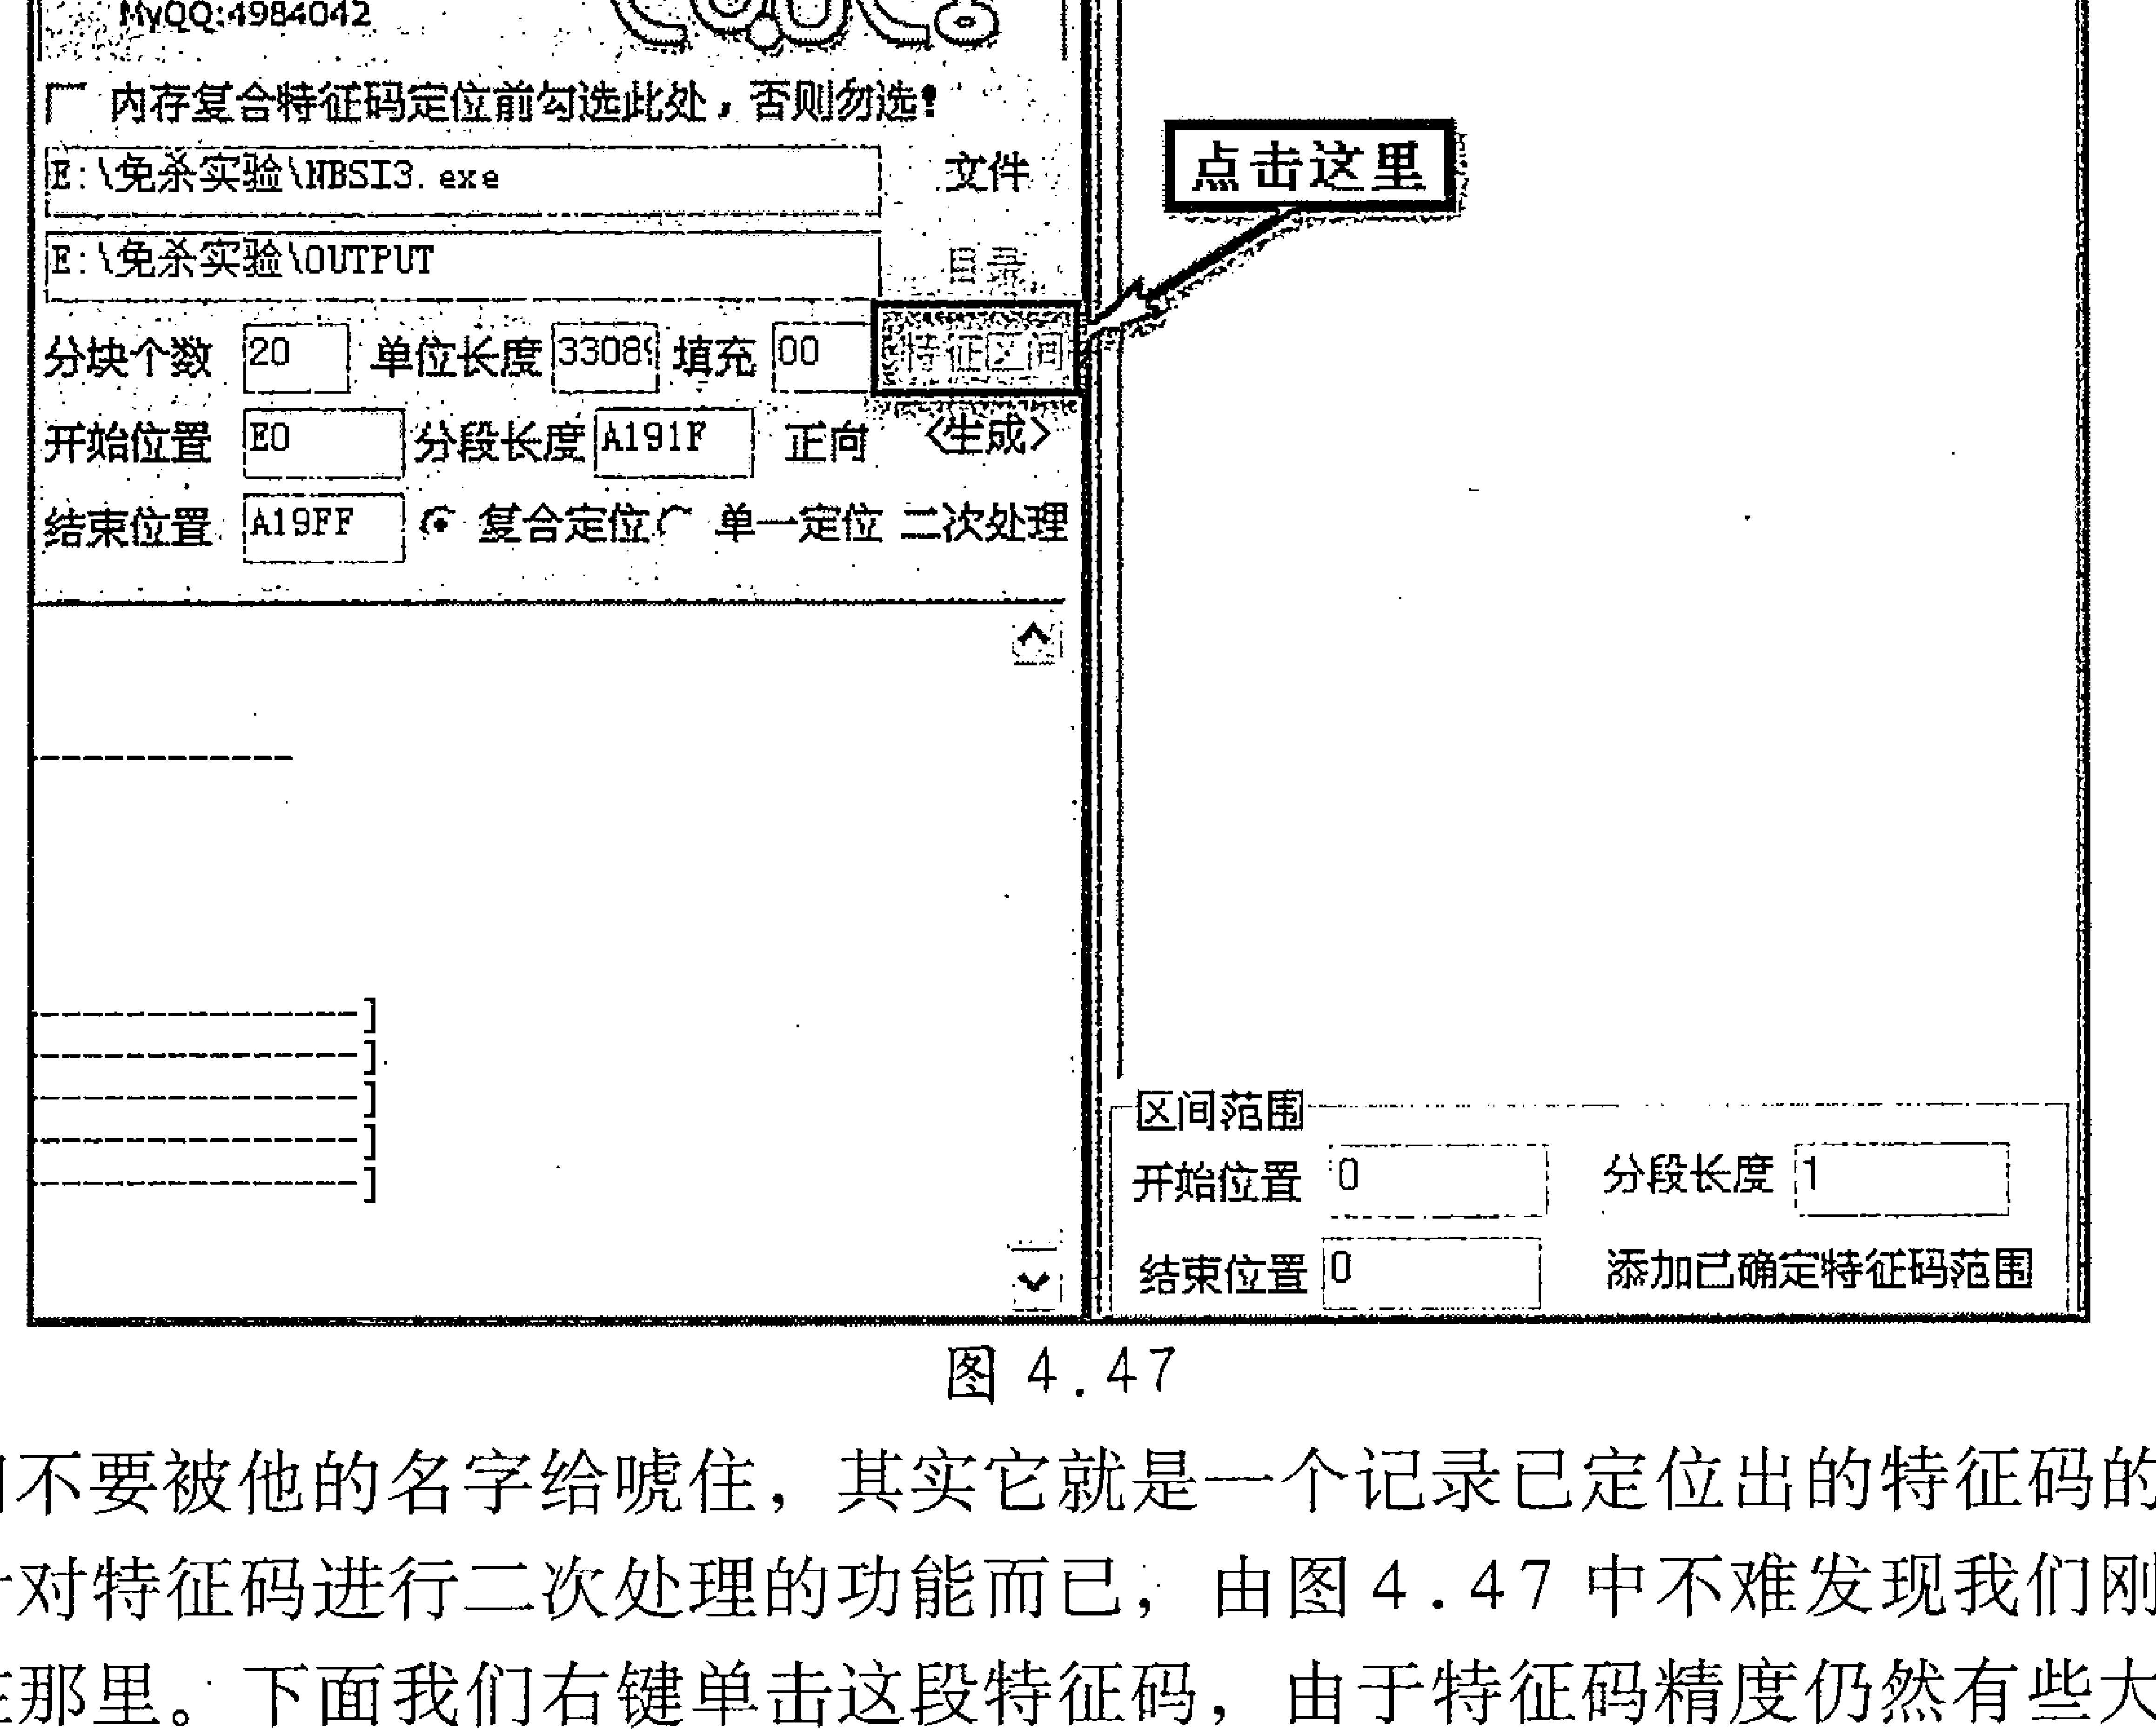 MyQQ:4984042
内存复合特征码定位前勾选此处，否则勿选！
E:\免杀实验\NBSI3.exe 文件
E:\免杀实验\OUTPUT 目录
分块个数 20 单位长度 33089 填充 00 特征区间
开始位置 E0 分段长度 A191F 正向 <生成>
结束位置 A19FF 复合定位 单一定位 二次处理
点击这里
区间范围
开始位置 0 分段长度 1
结束位置 0 添加已确定特征码范围
图 4.47
不要被他的名字给唬住，其实它就是一个记录已定位出的特征码的
对特征码进行二次处理的功能而已，由图 4.47 中不难发现我们刚
那里。下面我们右键单击这段特征码，由于特征码精度仍然有些大